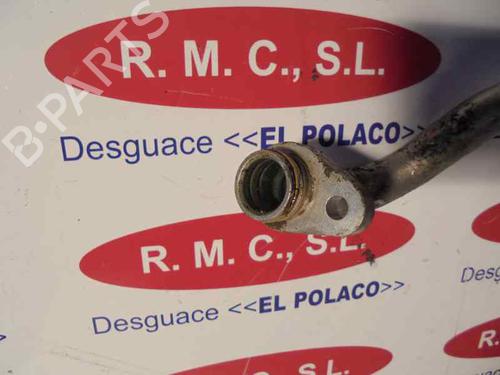 B-PARTS
R. M. C., S.L.
Desguace <<EL POLACO>>
R. M. C., S.L.
Desguace <<EL POLACO>>
R. M. C., S.L.